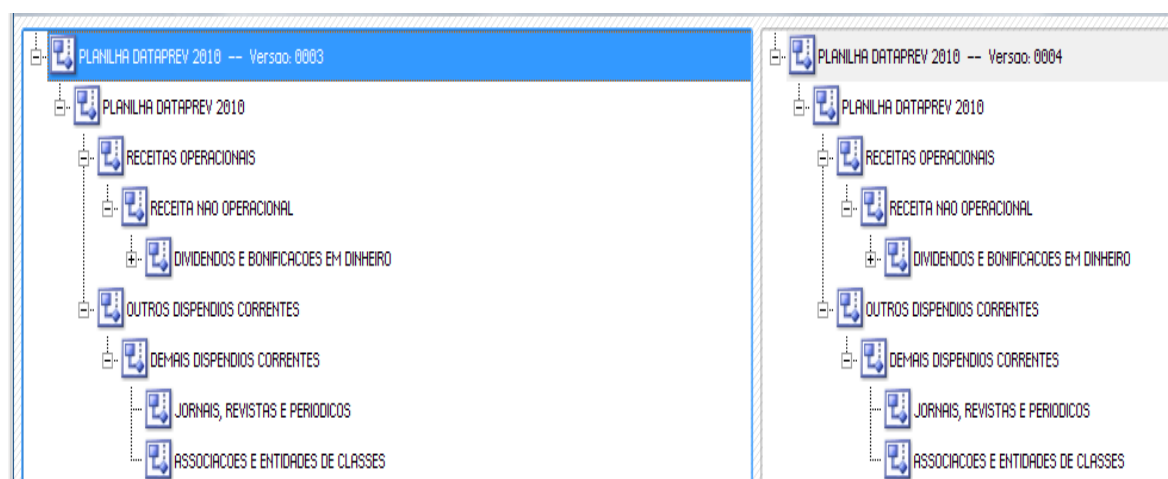 PLANILHA DATAPREV 2010 -- Versao: 0003
PLANILHA DATAPREV 2010
RECEITAS OPERACIONAIS
RECEITA NAO OPERACIONAL
DIVIDENDOS E BONIFICACOES EM DINHEIRO
OUTROS DISPENDIOS CORRENTES
DEMAIS DISPENDIOS CORRENTES
JORNAIS, REVISTAS E PERIODICOS
ASSOCIACOES E ENTIDADES DE CLASSES
PLANILHA DATAPREV 2010 -- Versao: 0004
PLANILHA DATAPREV 2010
RECEITAS OPERACIONAIS
RECEITA NAO OPERACIONAL
DIVIDENDOS E BONIFICACOES EM DINHEIRO
OUTROS DISPENDIOS CORRENTES
DEMAIS DISPENDIOS CORRENTES
JORNAIS, REVISTAS E PERIODICOS
ASSOCIACOES E ENTIDADES DE CLASSES